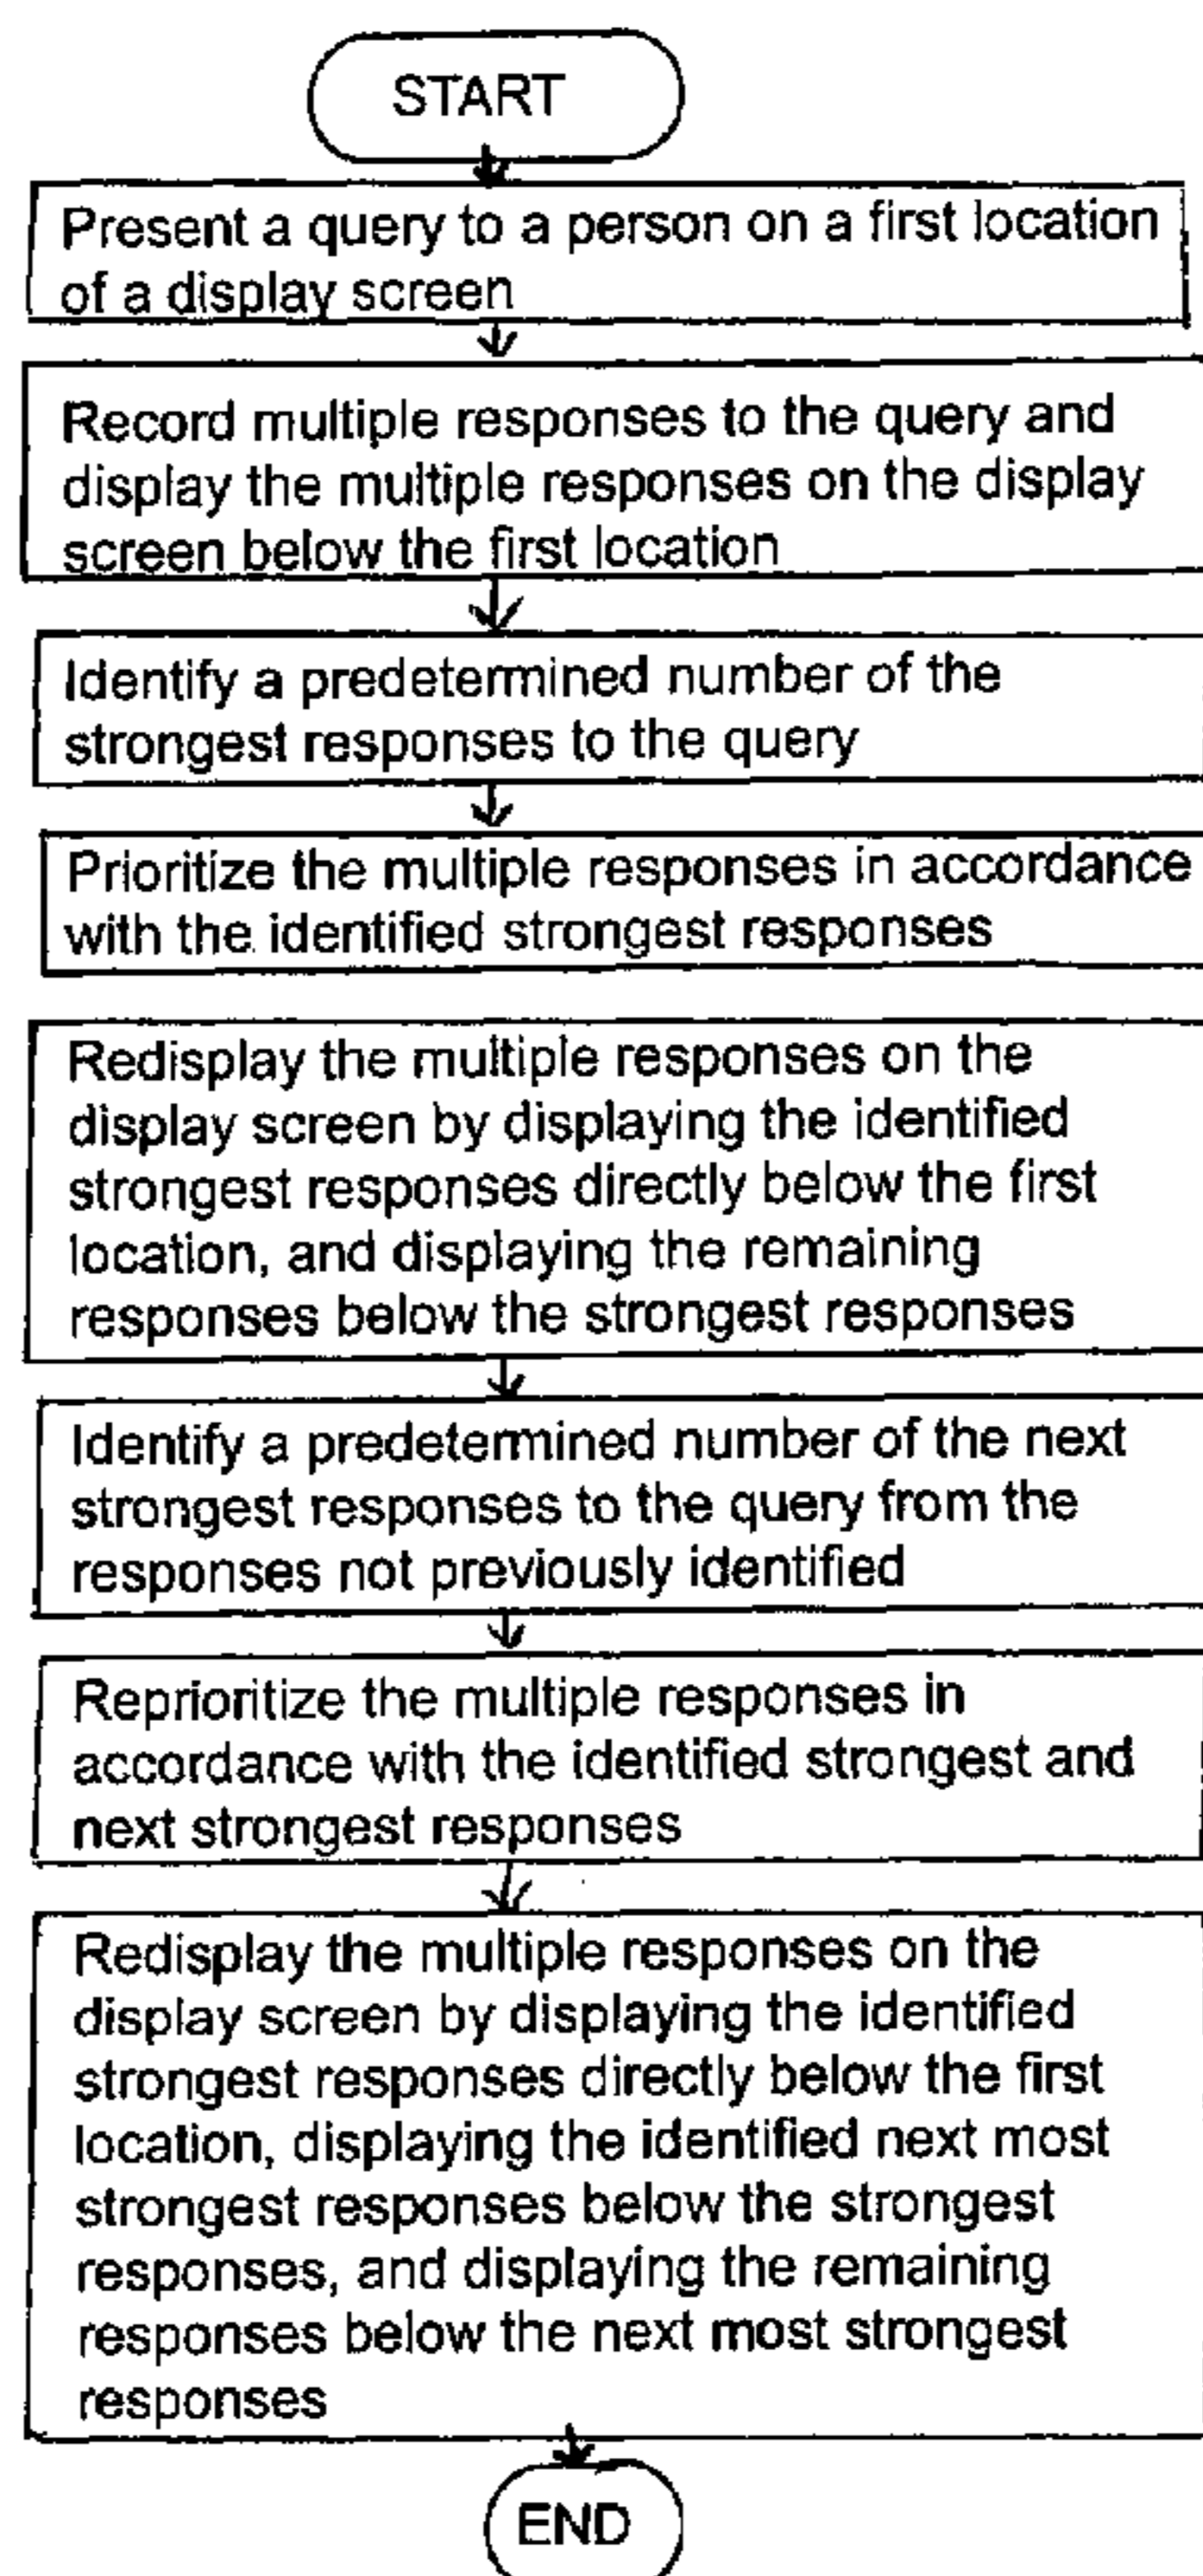 START
Present a query to a person on a first location
of a display screen
Record multiple responses to the query and
display the multiple responses on the display
screen below the first location
Identify a predetermined number of the
strongest responses to the query
Prioritize the multiple responses in accordance
with the identified strongest responses
Redisplay the multiple responses on the
display screen by displaying the identified
strongest responses directly below the first
location, and displaying the remaining
responses below the strongest responses
Identify a predetermined number of the next
strongest responses to the query from the
responses not previously identified
Reprioritize the multiple responses in
accordance with the identified strongest and
next strongest responses
Redisplay the multiple responses on the
display screen by displaying the identified
strongest responses directly below the first
location, displaying the identified next most
strongest responses below the strongest
responses, and displaying the remaining
responses below the next most strongest
responses
END